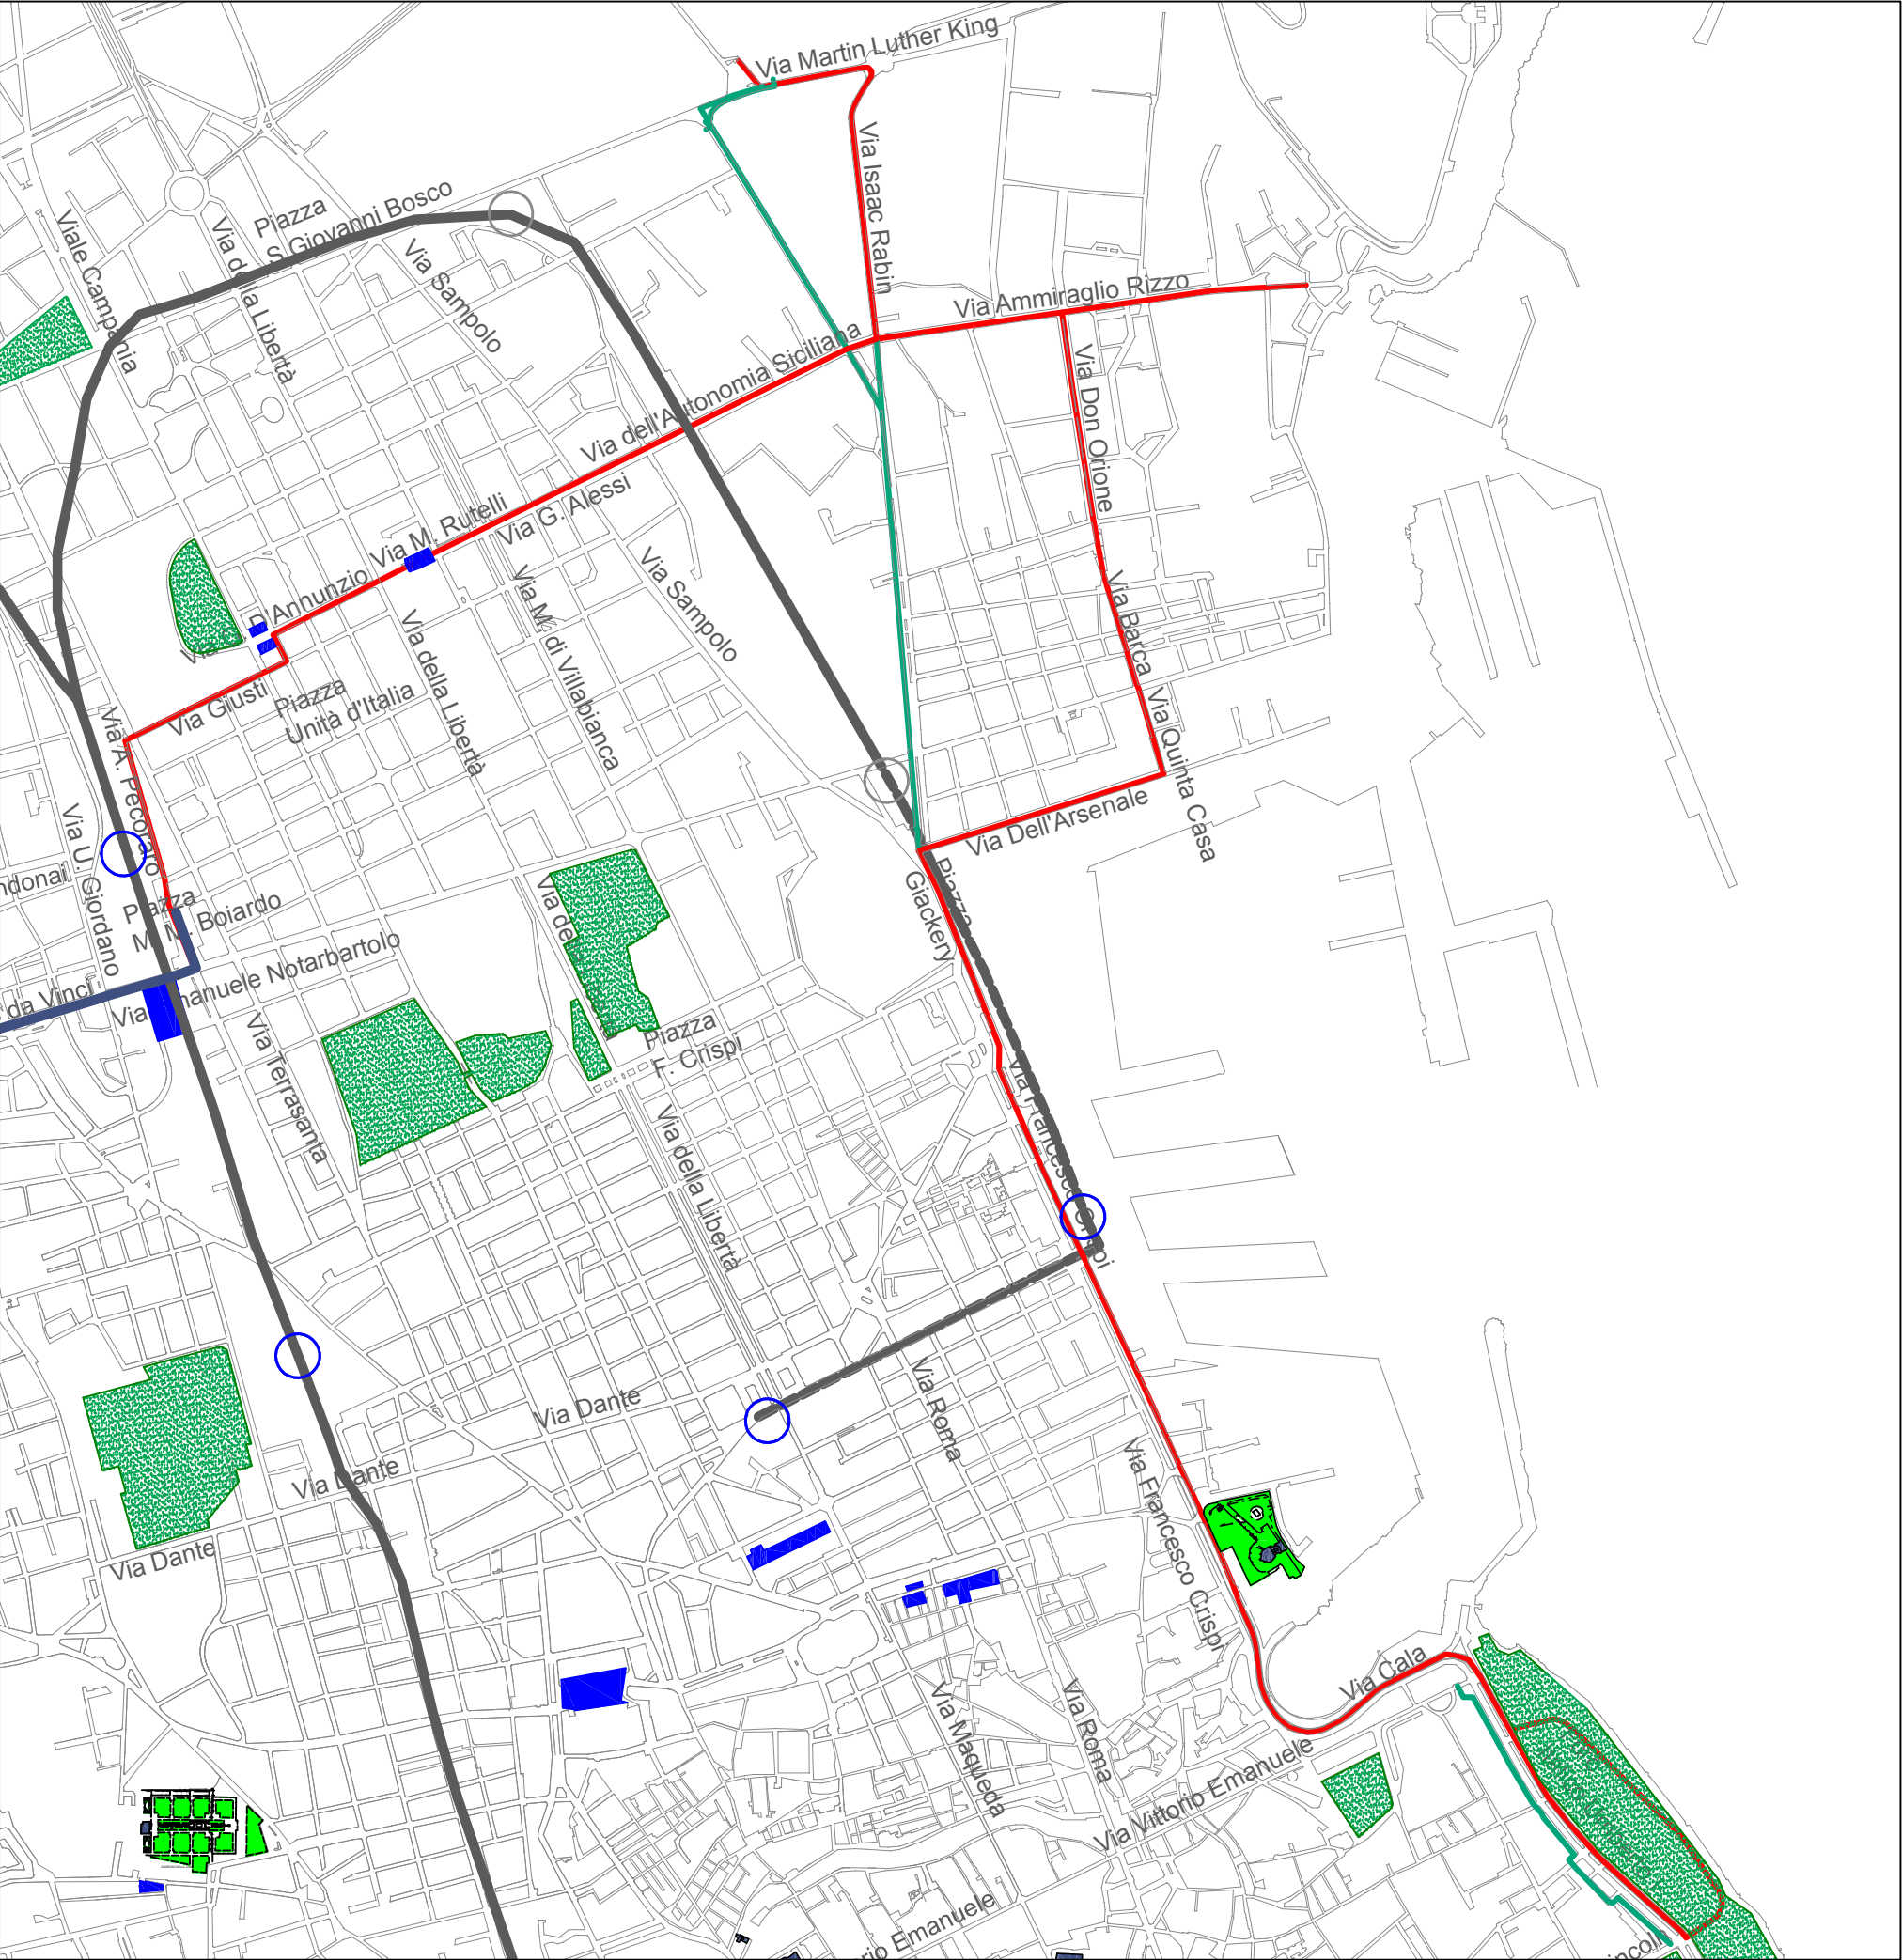 Via Martin Luther King
Via Isaac Rabin
Piazza
S. Giovanni Bosco
Viale Campania
Via della Libertà
Via Sampolo
Via Ammiraglio Rizzo
Via dell'Autonomia Siciliana
Via Don Orione
Via M. Rutelli
Via G. Alessi
D'Annunzio
Via
Via Sampolo
Via M. di Villabianca
Via della Libertà
Via Barca
Via Giusti
Piazza
Unità d'Italia
Via A. Pecoraro
Via Quinta Casa
Via Dell'Arsenale
Via U. Giordano
ndonai
Piazza
M. M. Boiardo
Piazza
Giackery
da Vinci
Via Emanuele Notarbartolo
Via Terrasanta
Piazza
F. Crispi
Via Francesco Crispi
Via della Libertà
Via Dante
Via Roma
Via Dante
Via Dante
Via Francesco Crispi
Via Cala
Via Maqueda
Via Roma
Via Vittorio Emanuele
rio Emanuele